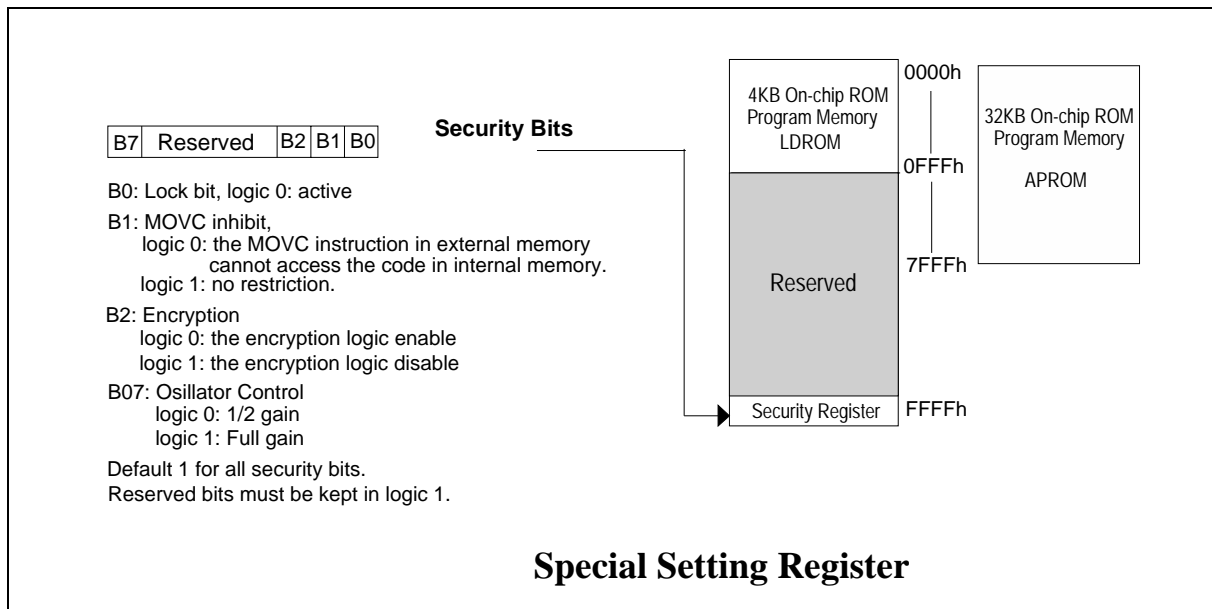 B7 Reserved B2 B1 B0
Security Bits
B0: Lock bit, logic 0: active
B1: MOVC inhibit,
logic 0: the MOVC instruction in external memory
cannot access the code in internal memory.
logic 1: no restriction.
B2: Encryption
logic 0: the encryption logic enable
logic 1: the encryption logic disable
B07: Osillator Control
logic 0: 1/2 gain
logic 1: Full gain
Default 1 for all security bits.
Reserved bits must be kept in logic 1.
4KB On-chip ROM
Program Memory
LDROM
Reserved
Security Register
0000h
0FFFh
7FFFh
FFFFh
32KB On-chip ROM
Program Memory
APROM
Special Setting Register